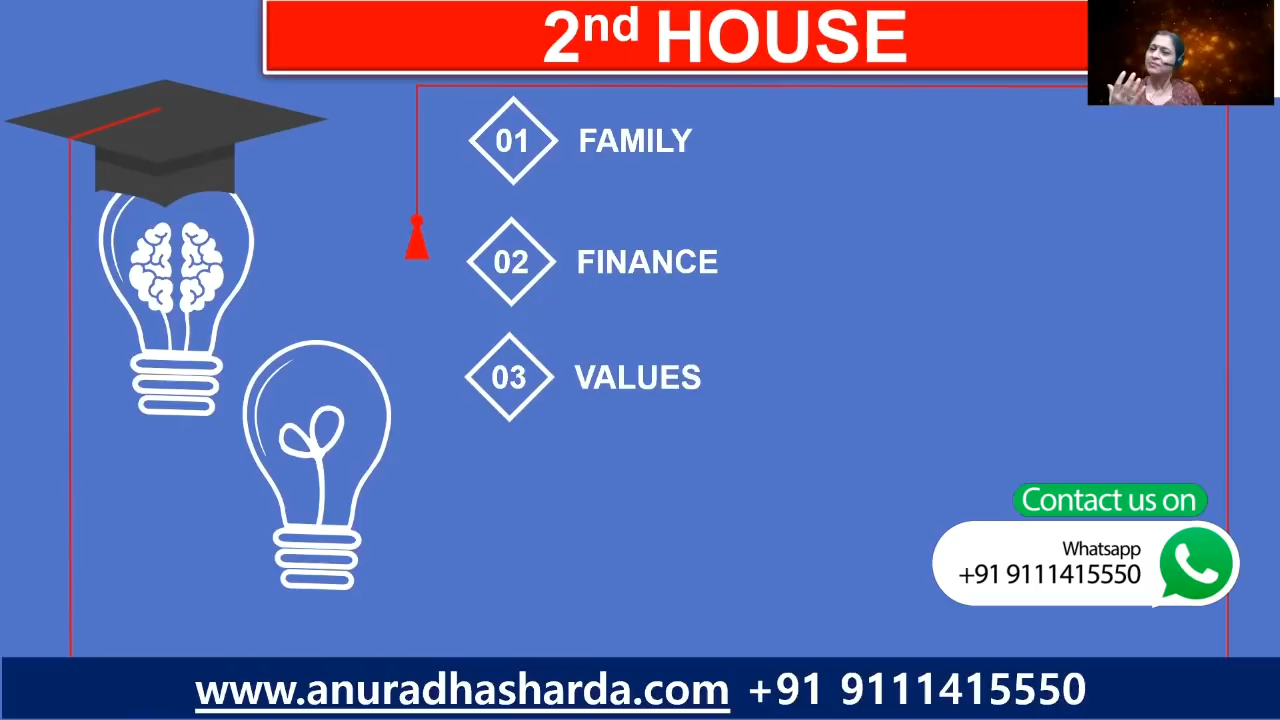 2nd HOUSE
01 FAMILY
02 FINANCE
03 VALUES
Contact us on
Whatsapp
+91 9111415550
www.anuradhasharda.com +91 9111415550